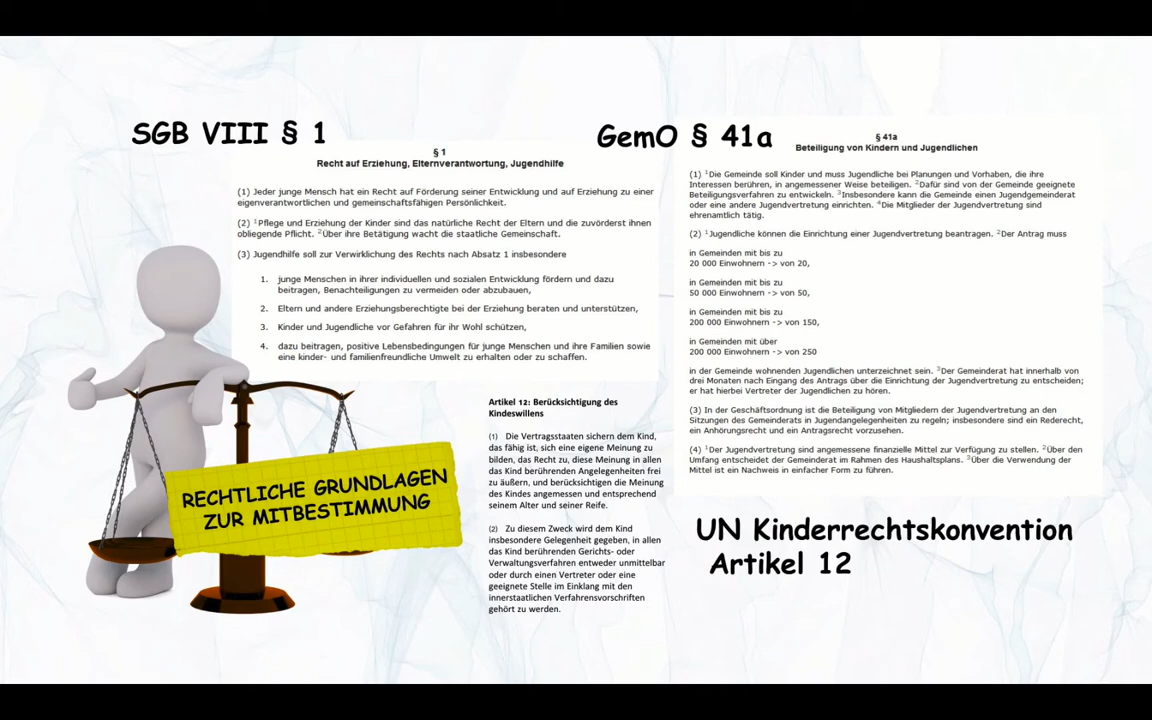 SGB VIII § 1
§ 1
Recht auf Erziehung, Elternverantwortung, Jugendhilfe
(1) Jeder junge Mensch hat ein Recht auf Förderung seiner Entwicklung und auf Erziehung zu einer
eigenverantwortlichen und gemeinschaftsfähigen Persönlichkeit.
(2) ¹Pflege und Erziehung der Kinder sind das natürliche Recht der Eltern und die zuvörderst ihnen
obliegende Pflicht. ²Über ihre Betätigung wacht die staatliche Gemeinschaft.
(3) Jugendhilfe soll zur Verwirklichung des Rechts nach Absatz 1 insbesondere
1. junge Menschen in ihrer individuellen und sozialen Entwicklung fördern und dazu
beitragen, Benachteiligungen zu vermeiden oder abzubauen,
2. Eltern und andere Erziehungsberechtigte bei der Erziehung beraten und unterstützen,
3. Kinder und Jugendliche vor Gefahren für ihr Wohl schützen,
4. dazu beitragen, positive Lebensbedingungen für junge Menschen und ihre Familien sowie
eine kinder- und familienfreundliche Umwelt zu erhalten oder zu schaffen.
GemO § 41a
§ 41a
Beteiligung von Kindern und Jugendlichen
(1) ¹Die Gemeinde soll Kinder und muss Jugendliche bei Planungen und Vorhaben, die ihre
Interessen berühren, in angemessener Weise beteiligen. ²Dafür sind von der Gemeinde geeignete
Beteiligungsverfahren zu entwickeln. ³Insbesondere kann die Gemeinde einen Jugendgemeinderat
oder eine andere Jugendvertretung einrichten. ⁴Die Mitglieder der Jugendvertretung sind
ehrenamtlich tätig.
(2) ¹Jugendliche können die Einrichtung einer Jugendvertretung beantragen. ²Der Antrag muss
in Gemeinden mit bis zu
20 000 Einwohnern -> von 20,
in Gemeinden mit bis zu
50 000 Einwohnern -> von 50,
in Gemeinden mit bis zu
200 000 Einwohnern -> von 150,
in Gemeinden mit über
200 000 Einwohnern -> von 250
in der Gemeinde wohnenden Jugendlichen unterzeichnet sein. ³Der Gemeinderat hat innerhalb von
drei Monaten nach Eingang des Antrags über die Einrichtung der Jugendvertretung zu entscheiden;
er hat hierbei Vertreter der Jugendlichen zu hören.
(3) In der Geschäftsordnung ist die Beteiligung von Mitgliedern der Jugendvertretung an den
Sitzungen des Gemeinderats in Jugendangelegenheiten zu regeln; insbesondere sind ein Rederecht,
ein Anhörungsrecht und ein Antragsrecht vorzusehen.
(4) ¹Der Jugendvertretung sind angemessene finanzielle Mittel zur Verfügung zu stellen. ²Über den
Umfang entscheidet der Gemeinderat im Rahmen des Haushaltsplans. ³Über die Verwendung der
Mittel ist ein Nachweis in einfacher Form zu führen.
RECHTLICHE GRUNDLAGEN
ZUR MITBESTIMMUNG
Artikel 12: Berücksichtigung des
Kindeswillens
(1) Die Vertragsstaaten sichern dem Kind,
das fähig ist, sich eine eigene Meinung zu
bilden, das Recht zu, diese Meinung in allen
das Kind berührenden Angelegenheiten frei
zu äußern, und berücksichtigen die Meinung
des Kindes angemessen und entsprechend
seinem Alter und seiner Reife.
(2) Zu diesem Zweck wird dem Kind
insbesondere Gelegenheit gegeben, in allen
das Kind berührenden Gerichts- oder
Verwaltungsverfahren entweder unmittelbar
oder durch einen Vertreter oder eine
geeignete Stelle im Einklang mit den
innerstaatlichen Verfahrensvorschriften
gehört zu werden.
UN Kinderrechtskonvention
Artikel 12